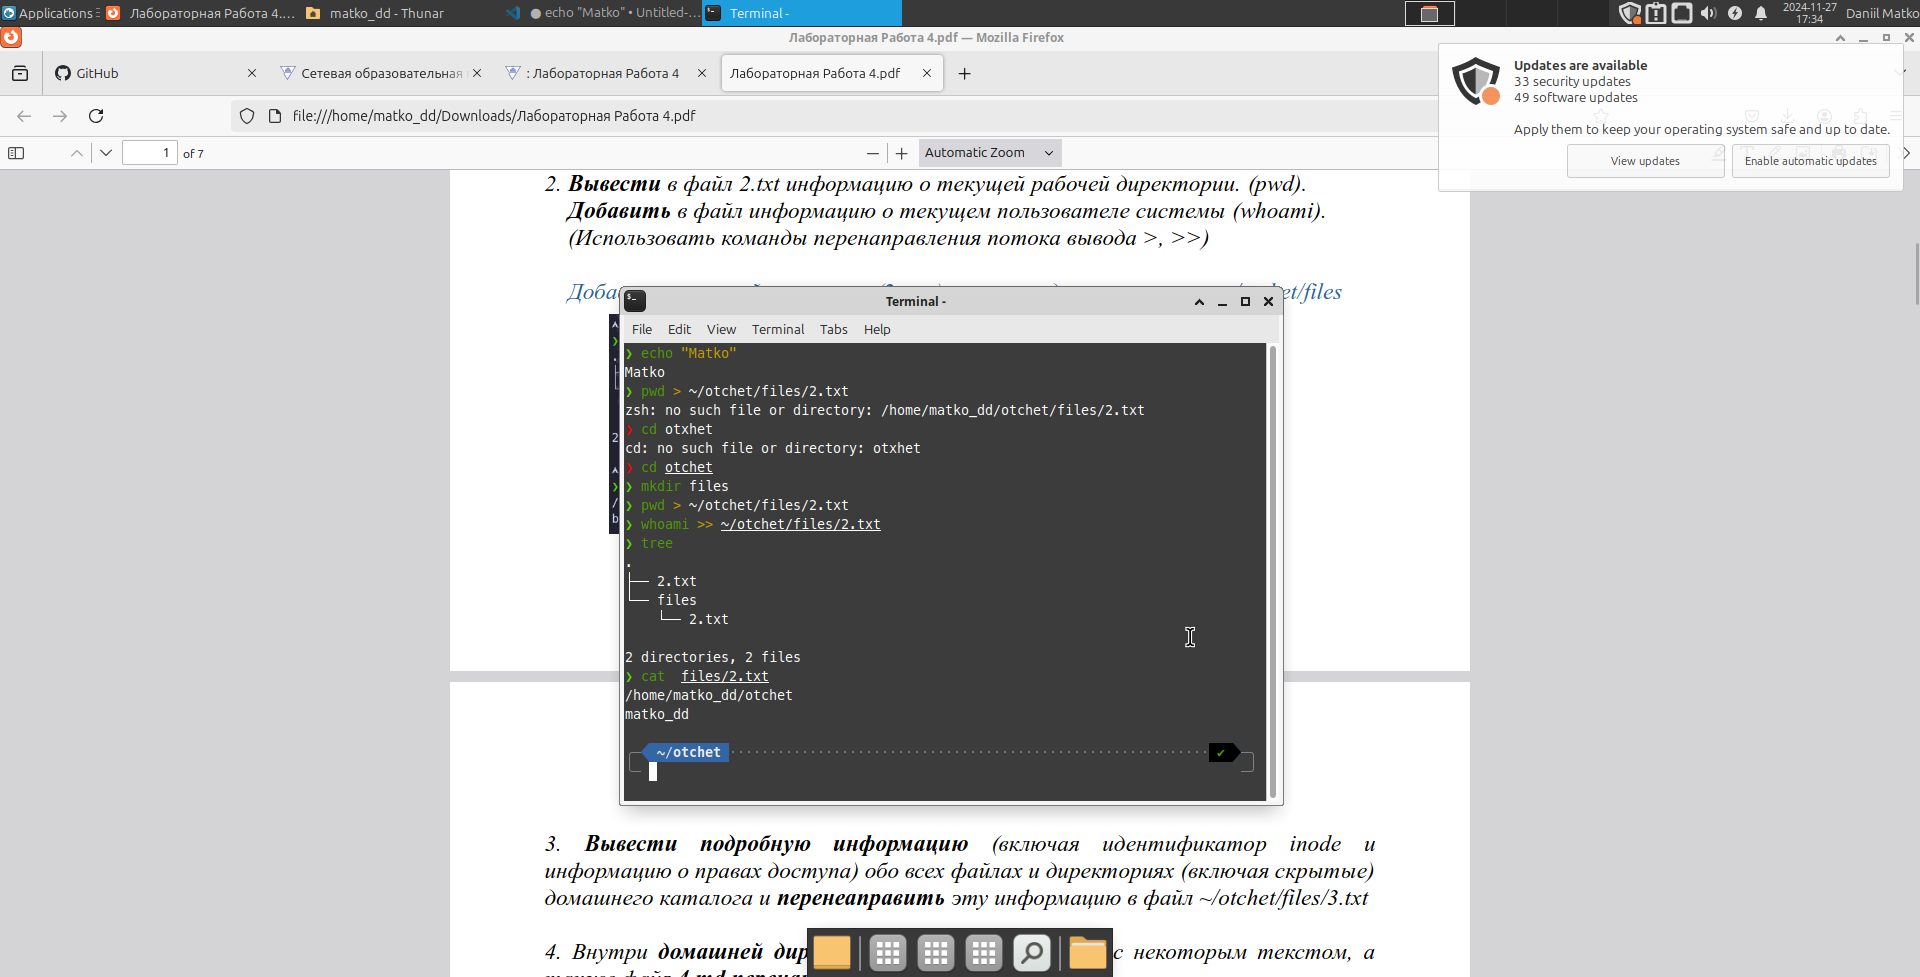 Applications
Лабораторная Работа 4....
matko_dd - Thunar
● echo "Matko" • Untitled-...
Terminal -
2024-11-27
17:34
Daniil Matko
Лабораторная Работа 4.pdf — Mozilla Firefox
GitHub
Сетевая образовательная
: Лабораторная Работа 4
Лабораторная Работа 4.pdf
file:///home/matko_dd/Downloads/Лабораторная Работа 4.pdf
1 of 7
Automatic Zoom
Updates are available
33 security updates
49 software updates
Apply them to keep your operating system safe and up to date.
View updates
Enable automatic updates
2. Вывести в файл 2.txt информацию о текущей рабочей директории. (pwd).
Добавить в файл информацию о текущем пользователе системы (whoami).
(Использовать команды перенаправления потока вывода >, >>)
et/files
Terminal -
File Edit View Terminal Tabs Help
❯ echo "Matko"
Matko
❯ pwd > ~/otchet/files/2.txt
zsh: no such file or directory: /home/matko_dd/otchet/files/2.txt
❯ cd otxhet
cd: no such file or directory: otxhet
❯ cd otchet
❯ mkdir files
❯ pwd > ~/otchet/files/2.txt
❯ whoami >> ~/otchet/files/2.txt
❯ tree
.
├── 2.txt
└── files
    └── 2.txt
2 directories, 2 files
❯ cat  files/2.txt
/home/matko_dd/otchet
matko_dd
~/otchet ✔
3. Вывести подробную информацию (включая идентификатор inode и
информацию о правах доступа) обо всех файлах и директориях (включая скрытые)
домашнего каталога и перенеаправить эту информацию в файл ~/otchet/files/3.txt
4. Внутри домашней дир
с некоторым текстом, а